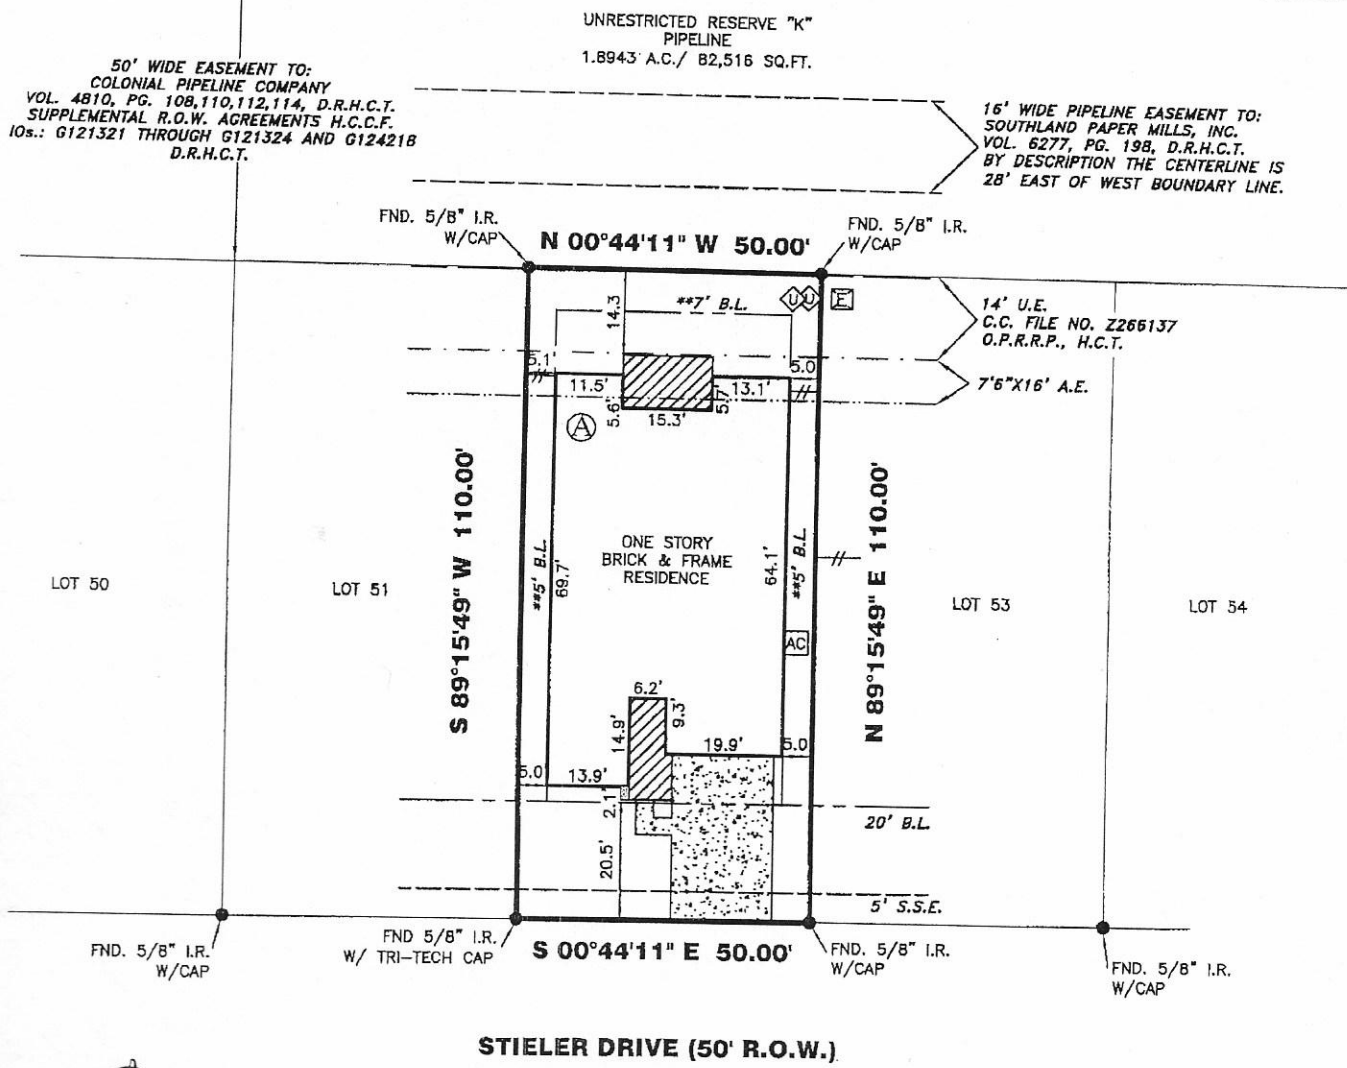 UNRESTRICTED RESERVE "K"
PIPELINE
1.8943 A.C./ 82,516 SQ.FT.
50' WIDE EASEMENT TO:
COLONIAL PIPELINE COMPANY
VOL. 4810, PG. 108,110,112,114, D.R.H.C.T.
SUPPLEMENTAL R.O.W. AGREEMENTS H.C.C.F.
IOs.: G121321 THROUGH G121324 AND G124218
D.R.H.C.T.
16' WIDE PIPELINE EASEMENT TO:
SOUTHLAND PAPER MILLS, INC.
VOL. 6277, PG. 198, D.R.H.C.T.
BY DESCRIPTION THE CENTERLINE IS
28' EAST OF WEST BOUNDARY LINE.
FND. 5/8" I.R.
W/CAP
N 00°44'11" W 50.00'
FND. 5/8" I.R.
W/CAP
14.3
**7' B.L.
U U
E
14' U.E.
C.C. FILE NO. Z266137
O.P.R.R.P., H.C.T.
5.1'
5.0
11.5'
13.1'
7'6"X16' A.E.
5.6'
15.3'
5.7'
A
S 89°15'49" W 110.00'
N 89°15'49" E 110.00'
**5' B.L.
69.7'
ONE STORY
BRICK & FRAME
RESIDENCE
64.1'
**5' B.L.
LOT 50
LOT 51
LOT 53
LOT 54
AC
6.2'
9.3'
14.9'
19.9'
5.0
5.0
13.9'
2.1'
20' B.L.
20.5'
5' S.S.E.
FND. 5/8" I.R.
W/CAP
FND 5/8" I.R.
W/ TRI-TECH CAP
S 00°44'11" E 50.00'
FND. 5/8" I.R.
W/CAP
FND. 5/8" I.R.
W/CAP
STIELER DRIVE (50' R.O.W.)